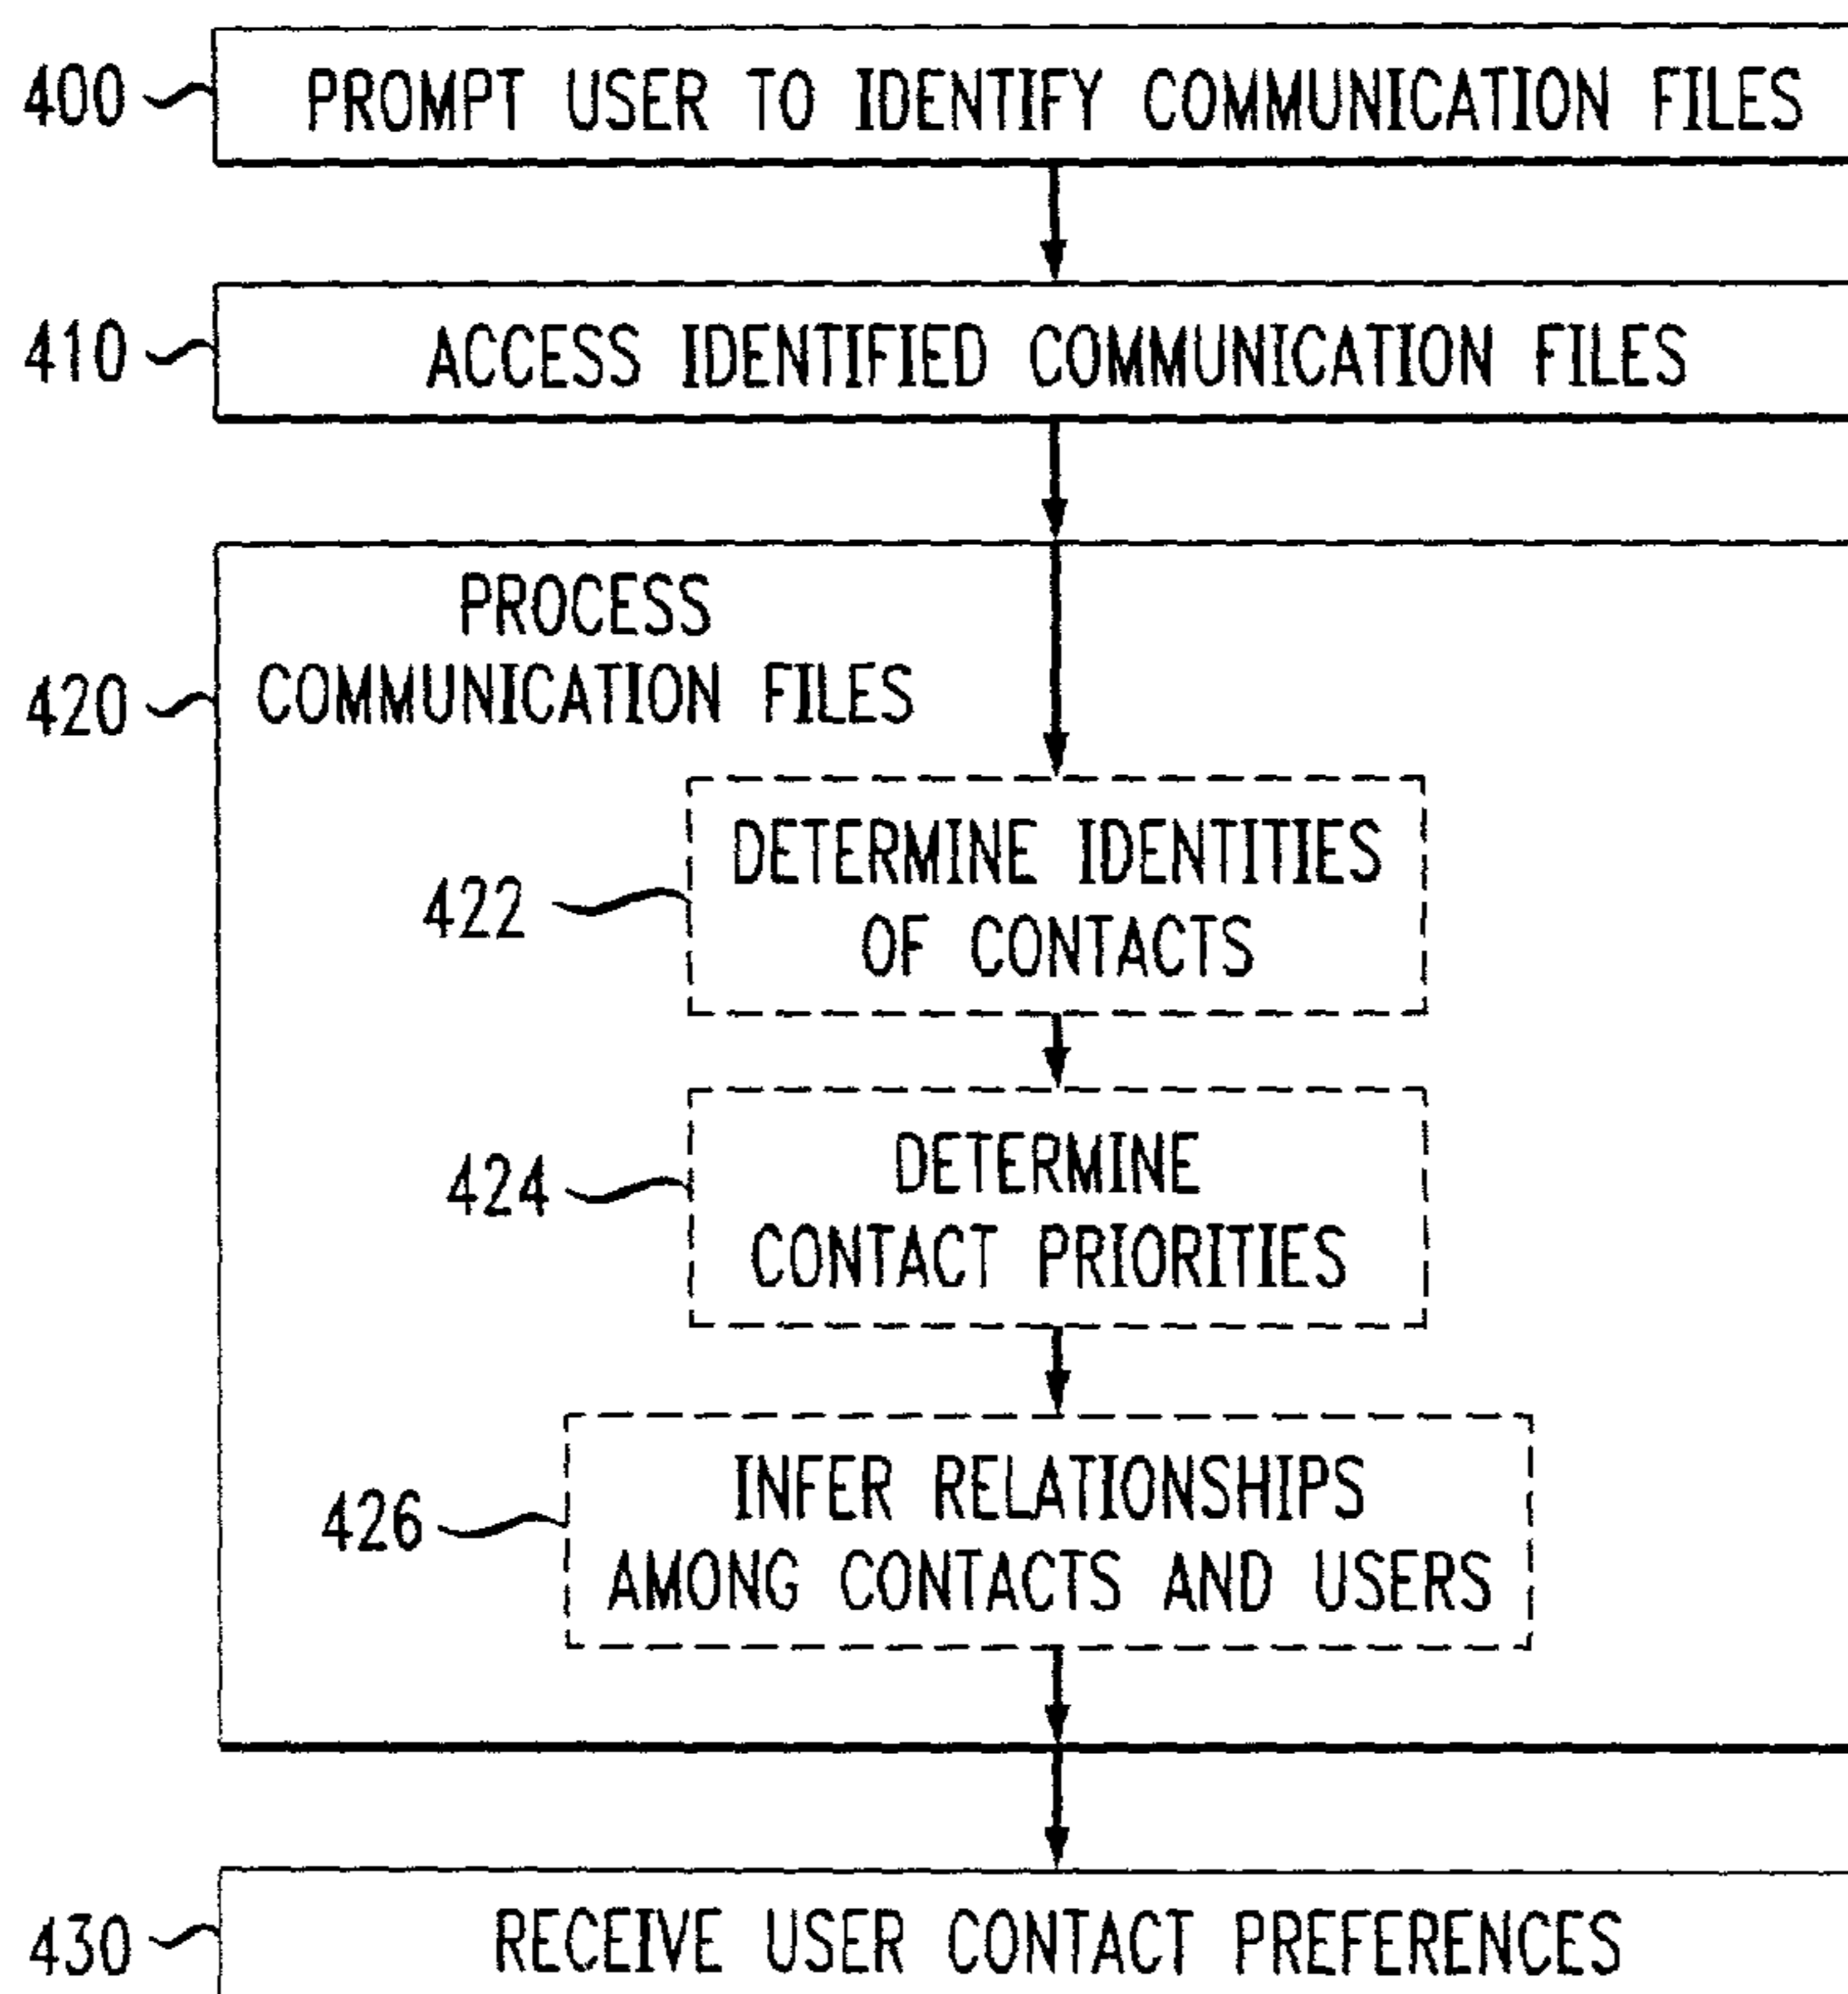 400 PROMPT USER TO IDENTIFY COMMUNICATION FILES
410 ACCESS IDENTIFIED COMMUNICATION FILES
PROCESS
420 COMMUNICATION FILES
DETERMINE IDENTITIES
422
OF CONTACTS
DETERMINE
424
CONTACT PRIORITIES
INFER RELATIONSHIPS
426
AMONG CONTACTS AND USERS
430 RECEIVE USER CONTACT PREFERENCES